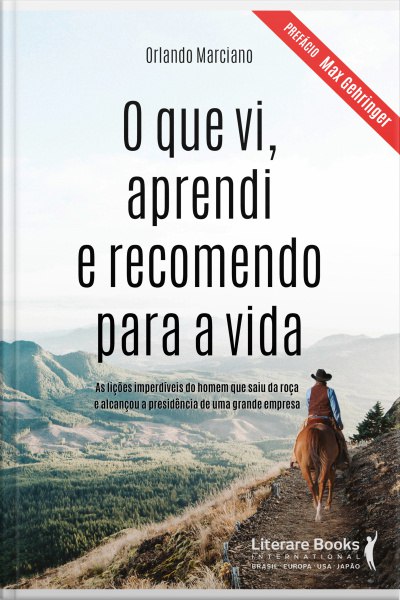 Orlando Marciano
PREFÁCIO Max Gehringer
O que vi,
aprendi
e recomendo
para a vida
As lições imperdíveis do homem que saiu da roça
e alcançou a presidência de uma grande empresa
Literare Books
INTERNATIONAL
BRASIL · EUROPA · USA · JAPÃO